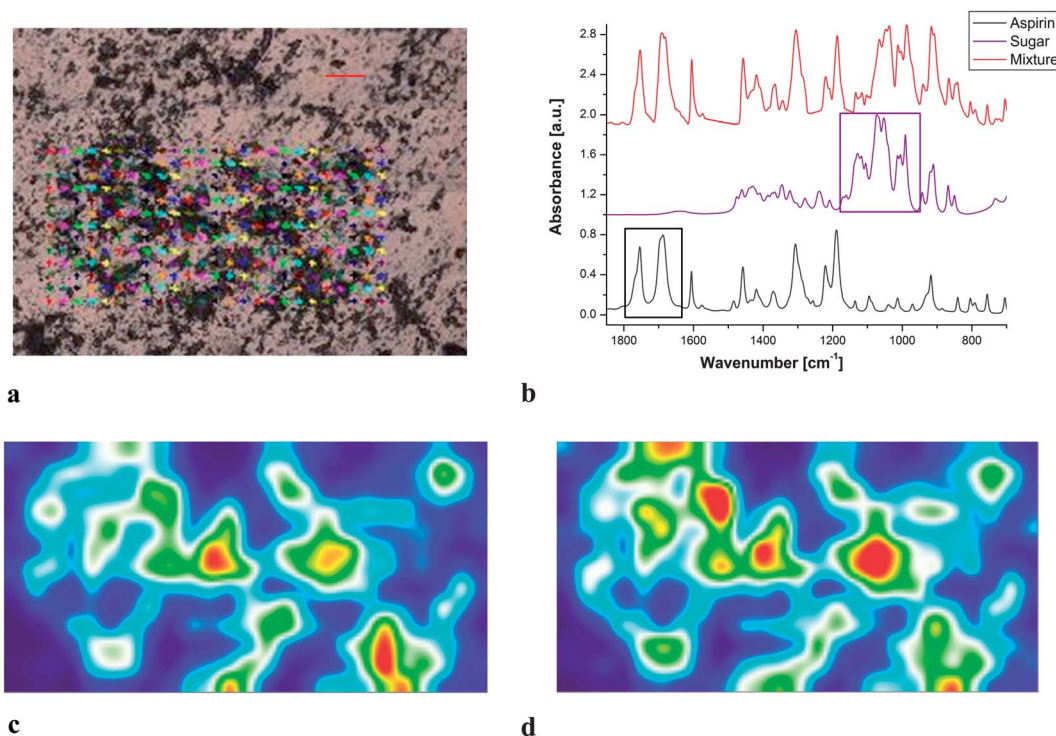 Aspirin
Sugar
Mixture
2.8
2.4
2.0
1.6
1.2
0.8
0.4
0.0
Absorbance [a.u.]
1800 1600 1400 1200 1000 800
Wavenumber [cm⁻¹]
a
b
c
d